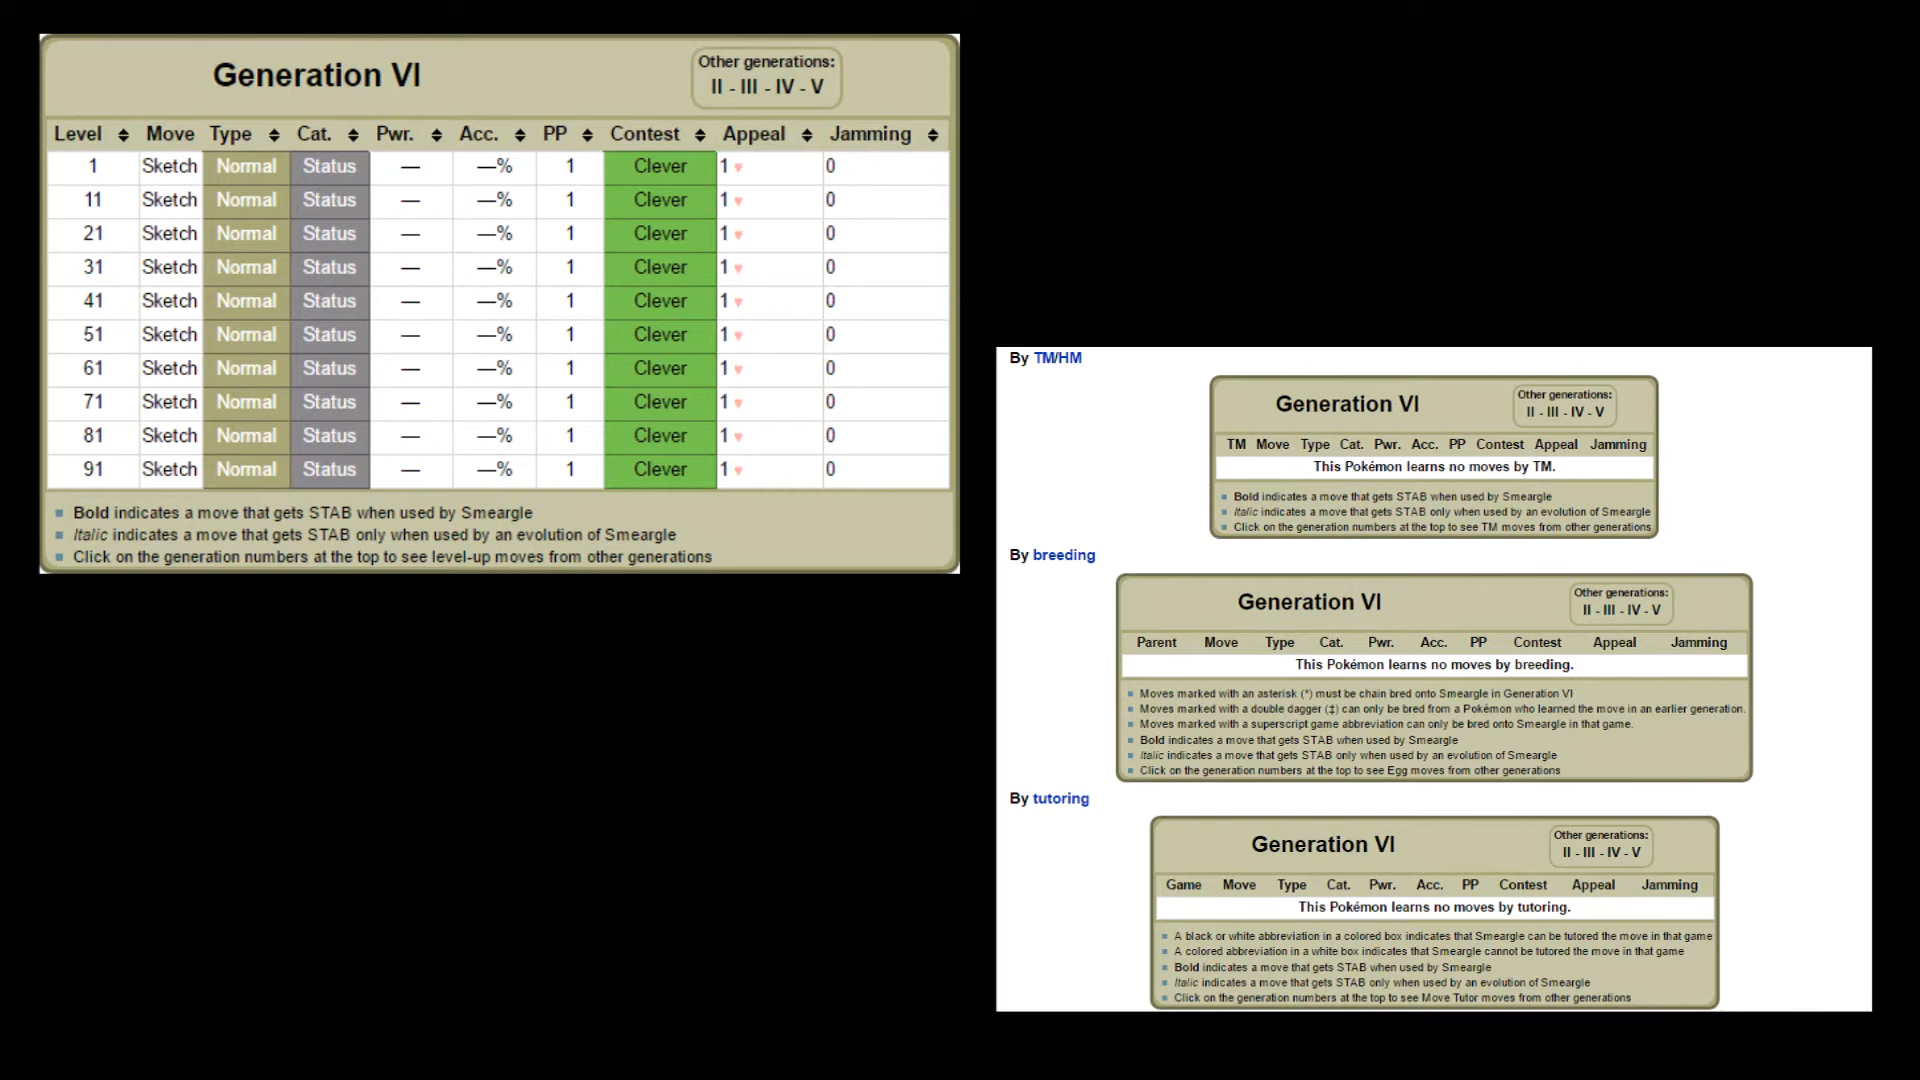 Generation VI
Other generations:
II - III - IV - V
Level Move Type Cat. Pwr. Acc. PP Contest Appeal Jamming
1 Sketch Normal Status — —% 1 Clever 1 ♥ 0
11 Sketch Normal Status — —% 1 Clever 1 ♥ 0
21 Sketch Normal Status — —% 1 Clever 1 ♥ 0
31 Sketch Normal Status — —% 1 Clever 1 ♥ 0
41 Sketch Normal Status — —% 1 Clever 1 ♥ 0
51 Sketch Normal Status — —% 1 Clever 1 ♥ 0
61 Sketch Normal Status — —% 1 Clever 1 ♥ 0
71 Sketch Normal Status — —% 1 Clever 1 ♥ 0
81 Sketch Normal Status — —% 1 Clever 1 ♥ 0
91 Sketch Normal Status — —% 1 Clever 1 ♥ 0
Bold indicates a move that gets STAB when used by Smeargle
Italic indicates a move that gets STAB only when used by an evolution of Smeargle
Click on the generation numbers at the top to see level-up moves from other generations
By TM/HM
Generation VI
Other generations:
II - III - IV - V
TM Move Type Cat. Pwr. Acc. PP Contest Appeal Jamming
This Pokémon learns no moves by TM.
Bold indicates a move that gets STAB when used by Smeargle
Italic indicates a move that gets STAB only when used by an evolution of Smeargle
Click on the generation numbers at the top to see TM moves from other generations
By breeding
Generation VI
Other generations:
II - III - IV - V
Parent Move Type Cat. Pwr. Acc. PP Contest Appeal Jamming
This Pokémon learns no moves by breeding.
Moves marked with an asterisk (*) must be chain bred onto Smeargle in Generation VI
Moves marked with a double dagger (‡) can only be bred from a Pokémon who learned the move in an earlier generation.
Moves marked with a superscript game abbreviation can only be bred onto Smeargle in that game.
Bold indicates a move that gets STAB when used by Smeargle
Italic indicates a move that gets STAB only when used by an evolution of Smeargle
Click on the generation numbers at the top to see Egg moves from other generations
By tutoring
Generation VI
Other generations:
II - III - IV - V
Game Move Type Cat. Pwr. Acc. PP Contest Appeal Jamming
This Pokémon learns no moves by tutoring.
A black or white abbreviation in a colored box indicates that Smeargle can be tutored the move in that game
A colored abbreviation in a white box indicates that Smeargle cannot be tutored the move in that game
Bold indicates a move that gets STAB when used by Smeargle
Italic indicates a move that gets STAB only when used by an evolution of Smeargle
Click on the generation numbers at the top to see Move Tutor moves from other generations